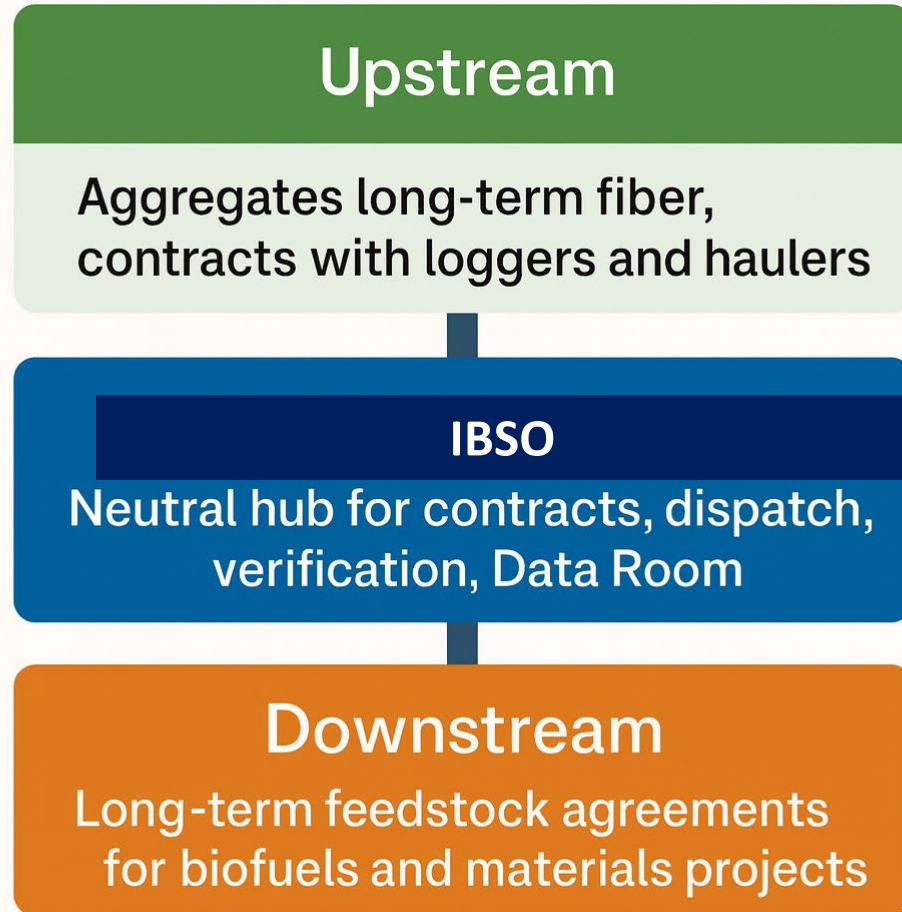 Upstream
Aggregates long-term fiber,
contracts with loggers and haulers
IBSO
Neutral hub for contracts, dispatch,
verification, Data Room
Downstream
Long-term feedstock agreements
for biofuels and materials projects